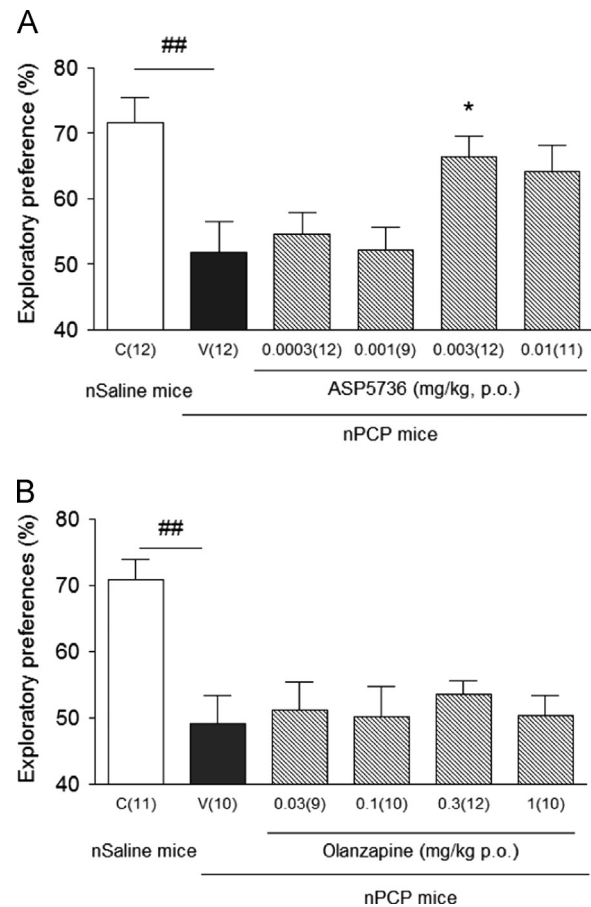 A
##
80
70
60
50
40
Exploratory preference (%)
*
C(12) V(12) 0.0003(12) 0.001(9) 0.003(12) 0.01(11)
nSaline mice
ASP5736 (mg/kg, p.o.)
nPCP mice
B
##
80
70
60
50
40
Exploratory preferences (%)
C(11) V(10) 0.03(9) 0.1(10) 0.3(12) 1(10)
nSaline mice
Olanzapine (mg/kg p.o.)
nPCP mice